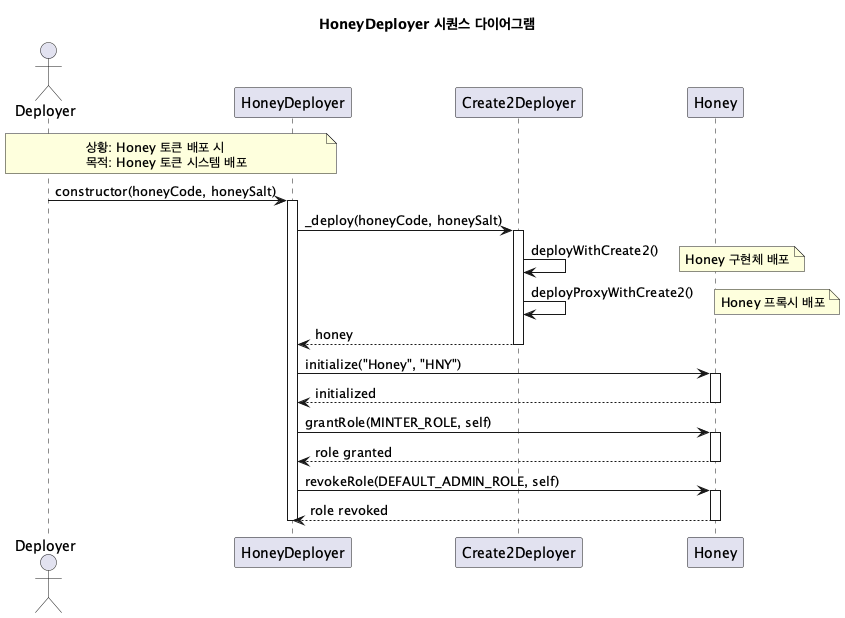 HoneyDeployer 시퀀스 다이어그램
Deployer
HoneyDeployer
Create2Deployer
Honey
상황: Honey 토큰 배포 시
목적: Honey 토큰 시스템 배포
constructor(honeyCode, honeySalt)
_deploy(honeyCode, honeySalt)
deployWithCreate2()
Honey 구현체 배포
deployProxyWithCreate2()
Honey 프록시 배포
honey
initialize("Honey", "HNY")
initialized
grantRole(MINTER_ROLE, self)
role granted
revokeRole(DEFAULT_ADMIN_ROLE, self)
role revoked
Deployer
HoneyDeployer
Create2Deployer
Honey